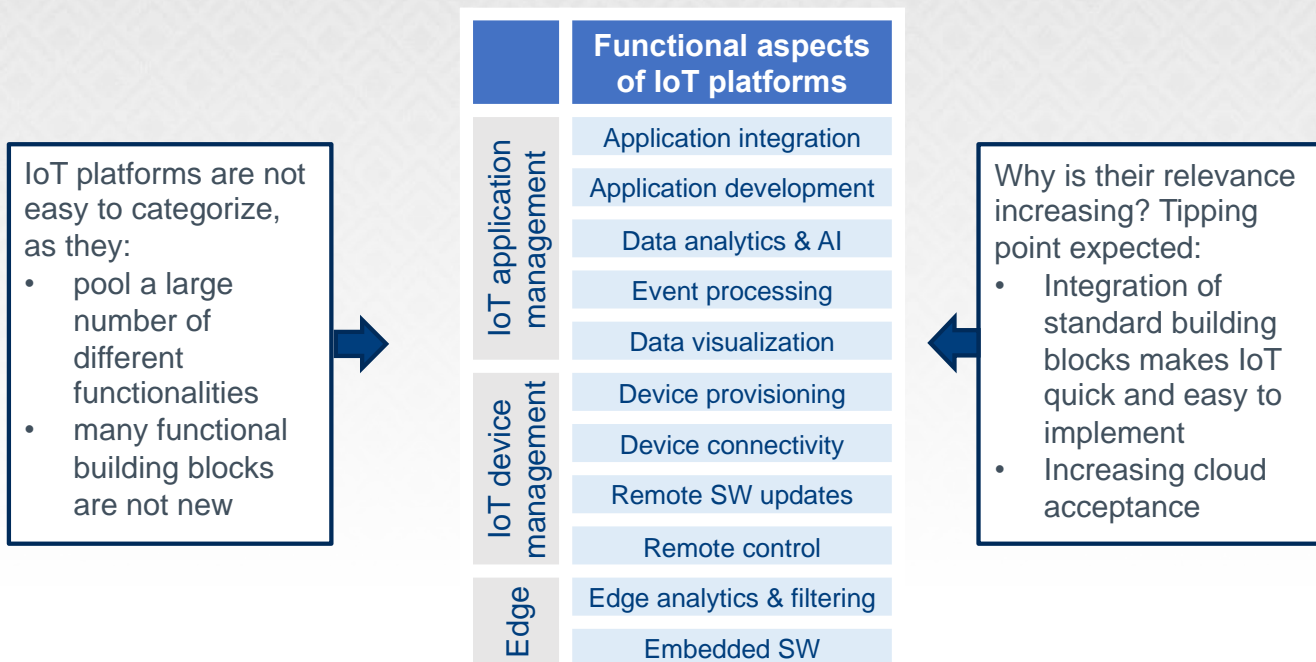 Functional aspects
of IoT platforms
IoT platforms are not
easy to categorize,
as they:
• pool a large
number of
different
functionalities
• many functional
building blocks
are not new
IoT application
management
Application integration
Application development
Data analytics & AI
Event processing
Data visualization
IoT device
management
Device provisioning
Device connectivity
Remote SW updates
Remote control
Edge
Edge analytics & filtering
Embedded SW
Why is their relevance
increasing? Tipping
point expected:
• Integration of
standard building
blocks makes IoT
quick and easy to
implement
• Increasing cloud
acceptance